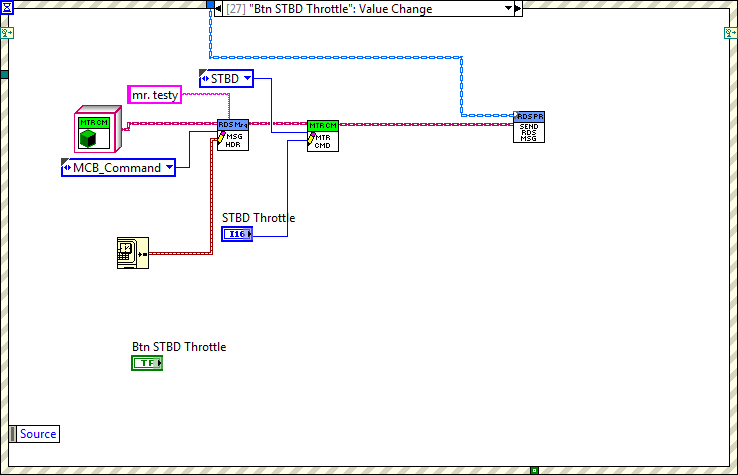 [27] "Btn STBD Throttle": Value Change
STBD
mr. testy
MTR CM
RDS Msg
MSG
HDR
MTR CM
MTR
CMD
RDS PR
SEND
RDS
MSG
MCB_Command
STBD Throttle
I16
Btn STBD Throttle
TF
Source